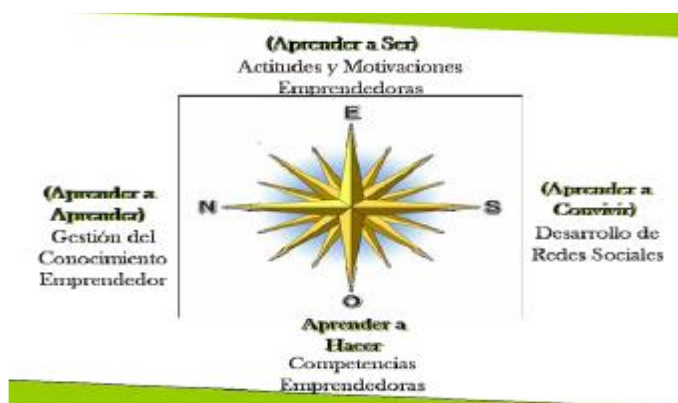 (Aprender a Ser)
Actitudes y Motivaciones
Emprendedoras
E
(Aprender a
Aprender)
Gestión del
Conocimiento
Emprendedor
N
S
(Aprender a
Convivir)
Desarrollo de
Redes Sociales
O
Aprender a
Hacer
Competencias
Emprendedoras